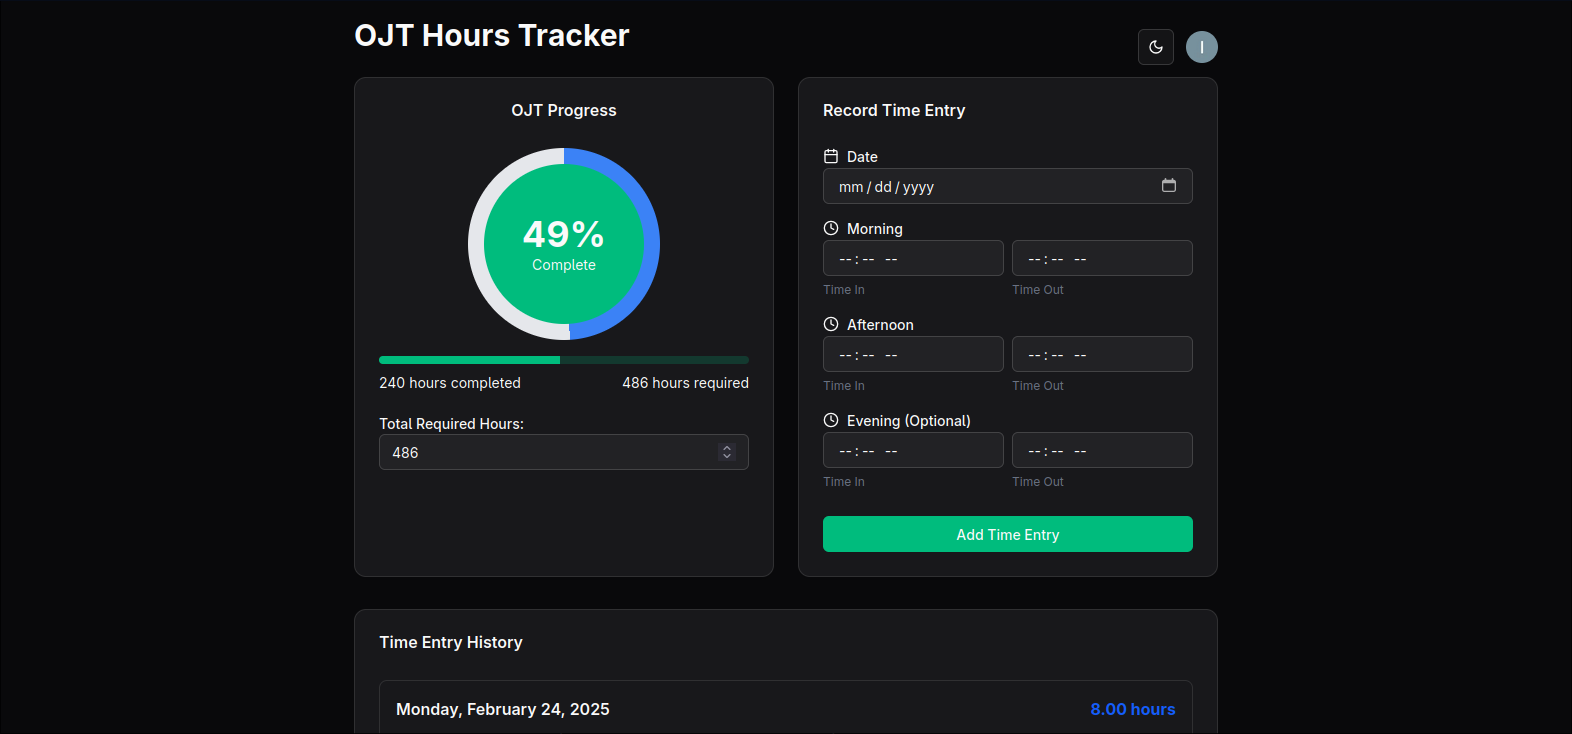 OJT Hours Tracker
I
OJT Progress
49%
Complete
240 hours completed
486 hours required
Total Required Hours:
486
Record Time Entry
Date
mm/dd/yyyy
Morning
--:-- --
--:-- --
Time In
Time Out
Afternoon
--:-- --
--:-- --
Time In
Time Out
Evening (Optional)
--:-- --
--:-- --
Time In
Time Out
Add Time Entry
Time Entry History
Monday, February 24, 2025
8.00 hours